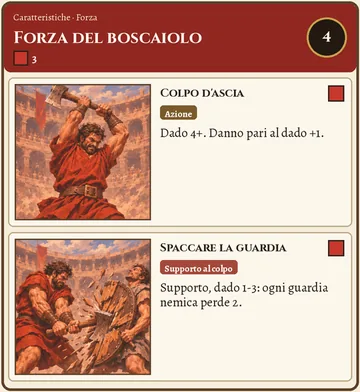 Caratteristiche · Forza
Forza del boscaiolo
4
3
Colpo d'ascia
Azione
Dado 4+. Danno pari al dado +1.
Spaccare la guardia
Supporto al colpo
Supporto, dado 1-3: ogni guardia
nemica perde 2.